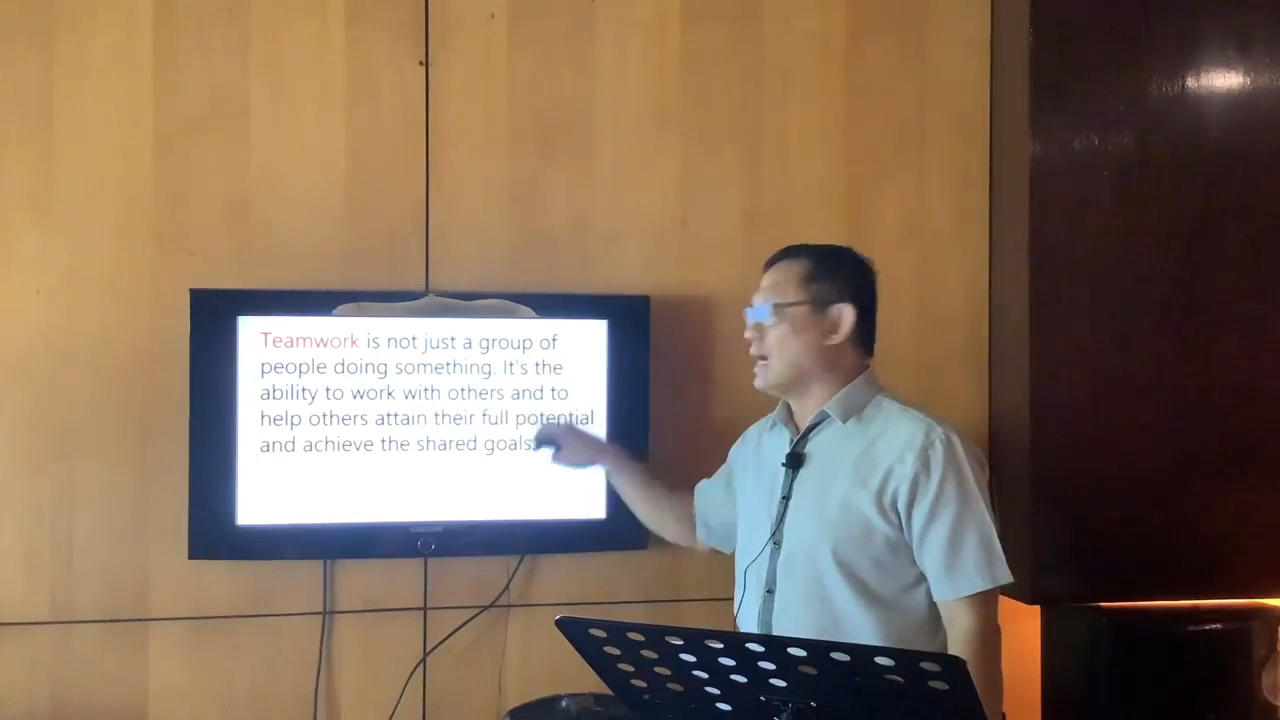 Teamwork is not just a group of
people doing something. It's the
ability to work with others and to
help others attain their full potential
and achieve the shared goals.